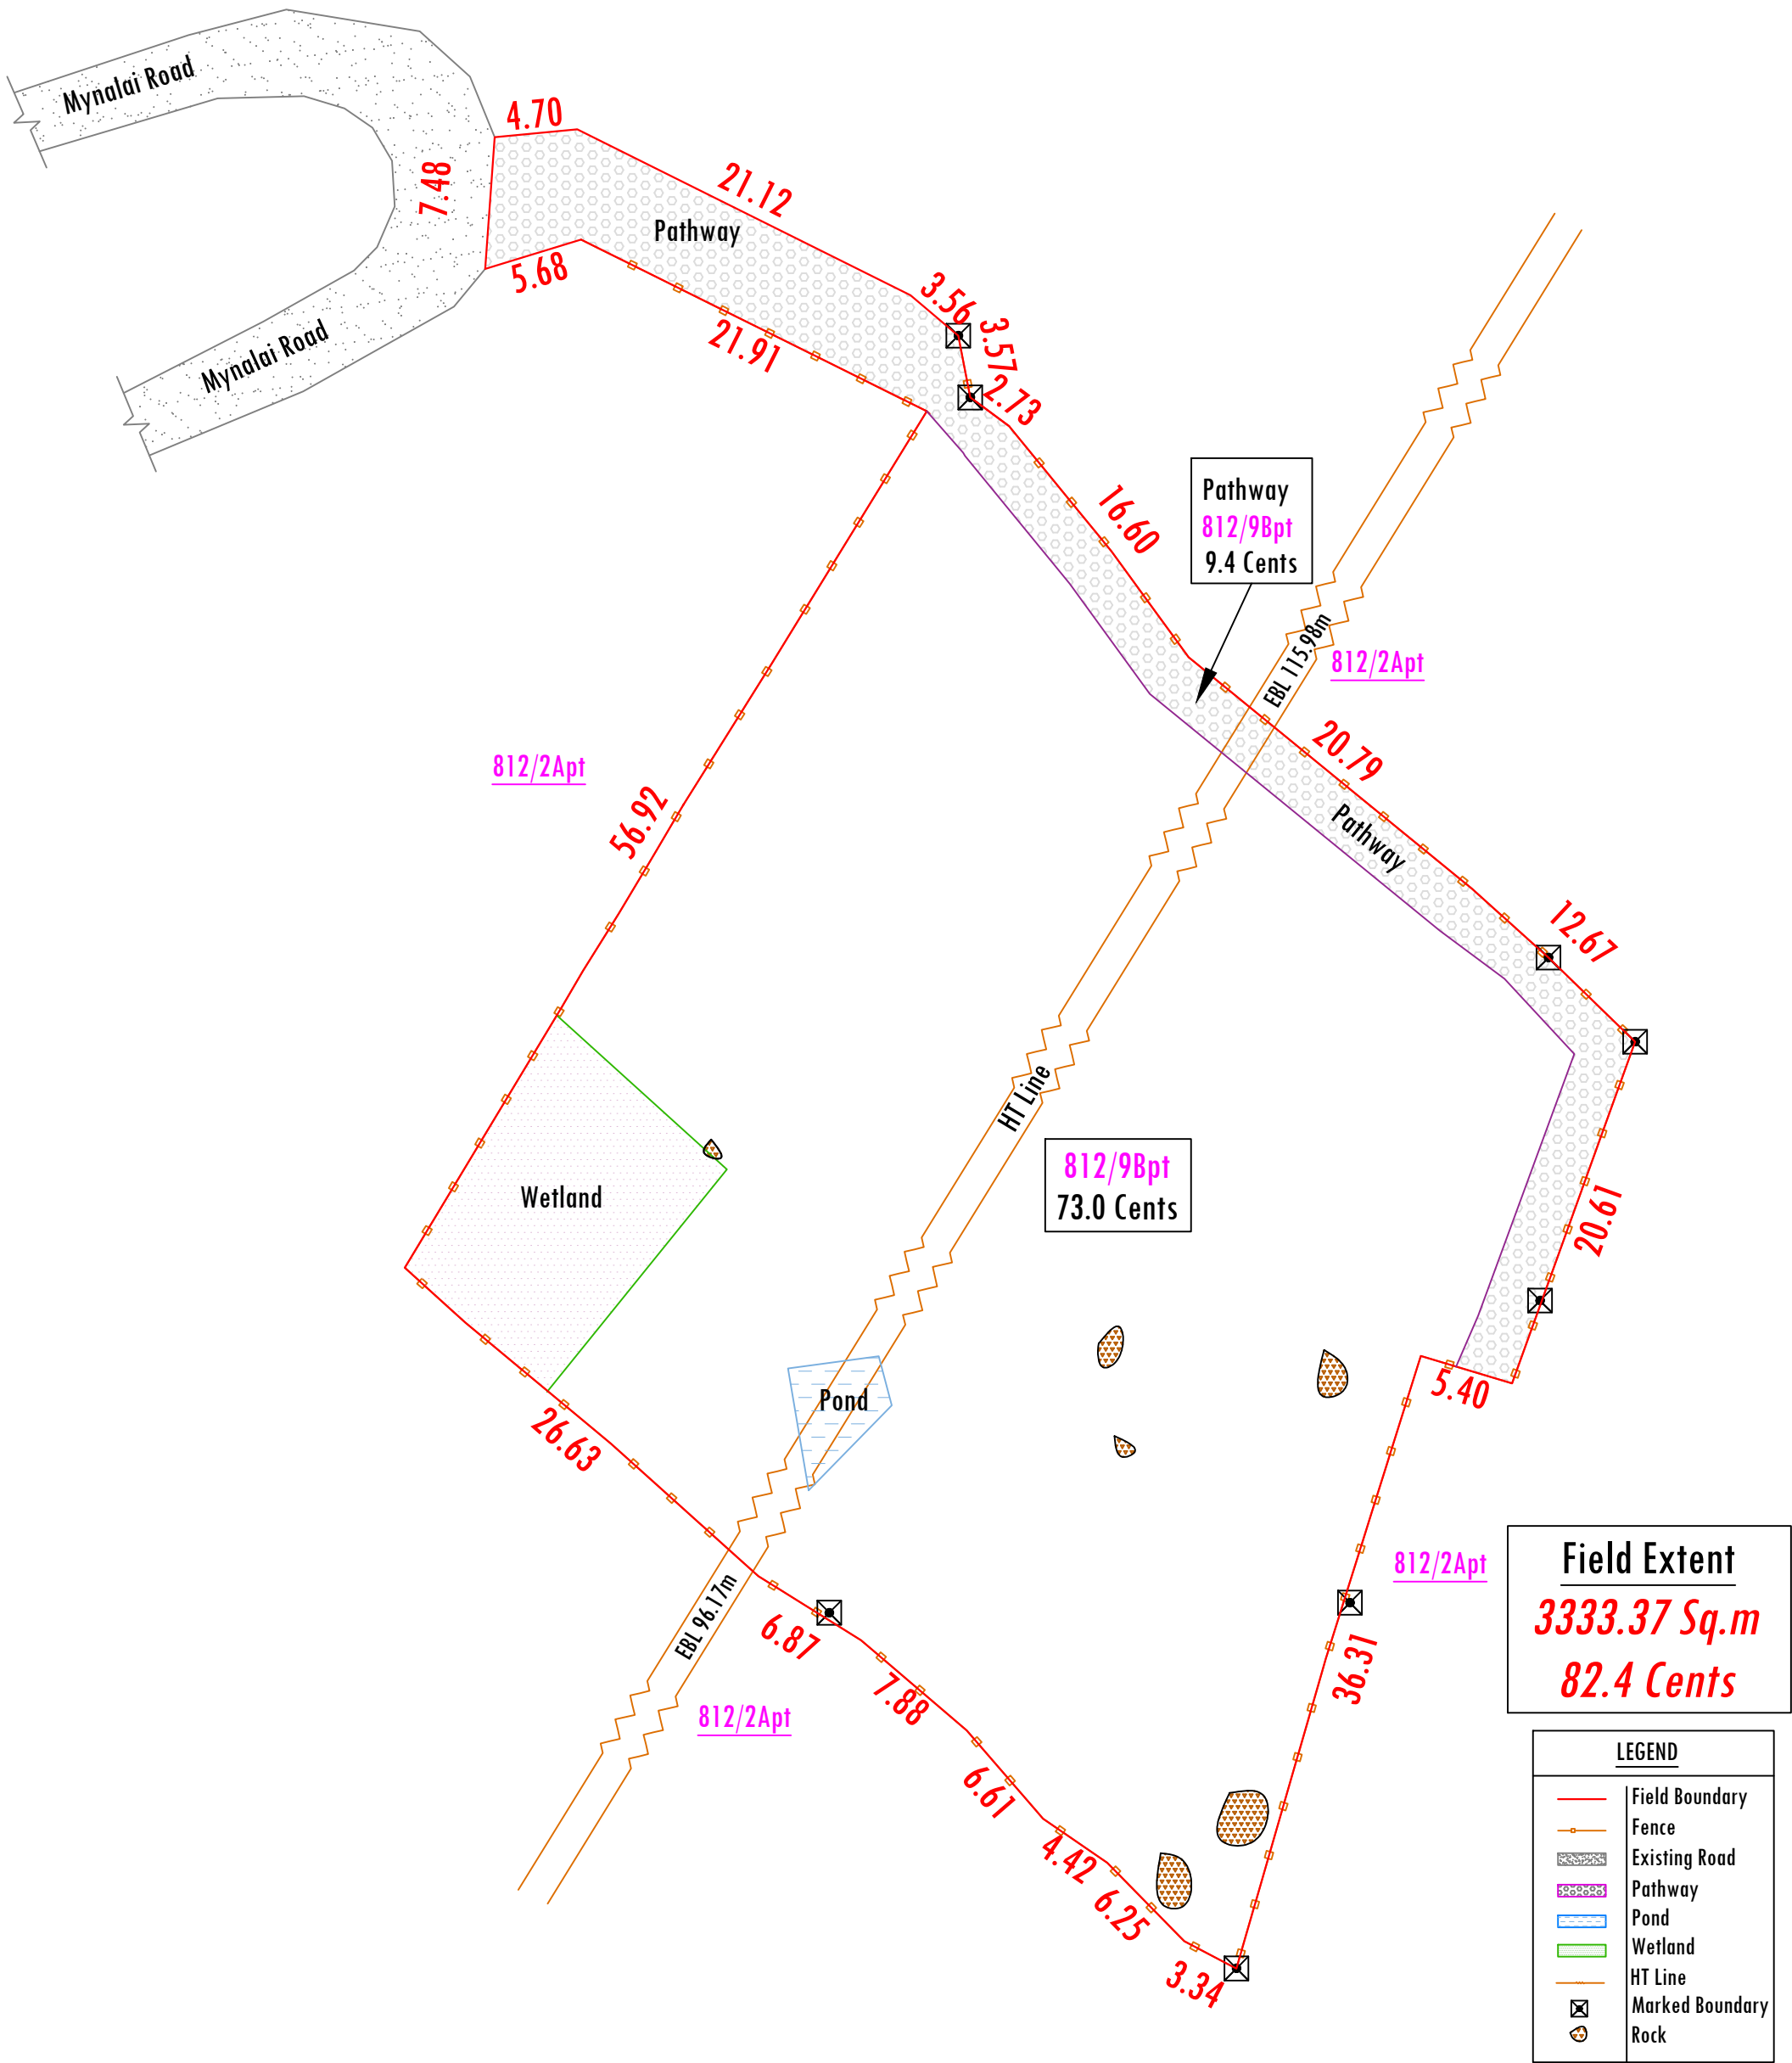 Mynalai Road
4.70
7.48
21.12
Pathway
5.68
3.56
3.57
21.91
Mynalai Road
2.73
16.60
Pathway
812/9Bpt
9.4 Cents
EBL 115.98m
812/2Apt
20.79
812/2Apt
56.92
Pathway
12.67
HT Line
812/9Bpt
73.0 Cents
Wetland
20.61
5.40
Pond
26.63
EBL 96.17m
6.87
812/2Apt
7.88
812/2Apt
36.31
6.61
4.42
6.25
3.34
Field Extent
3333.37 Sq.m
82.4 Cents
LEGEND
Field Boundary
Fence
Existing Road
Pathway
Pond
Wetland
HT Line
Marked Boundary
Rock